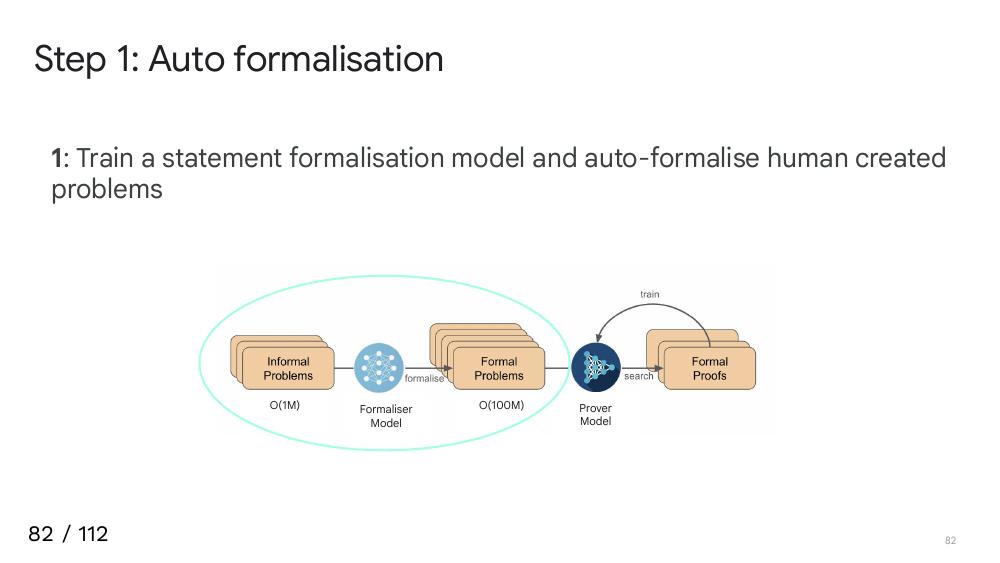 Step 1: Auto formalisation
1: Train a statement formalisation model and auto-formalise human created
problems
train
Informal
Problems
formalise
Formal
Problems
search
Formal
Proofs
O(1M)
Formaliser
Model
O(100M)
Prover
Model
82 / 112
82